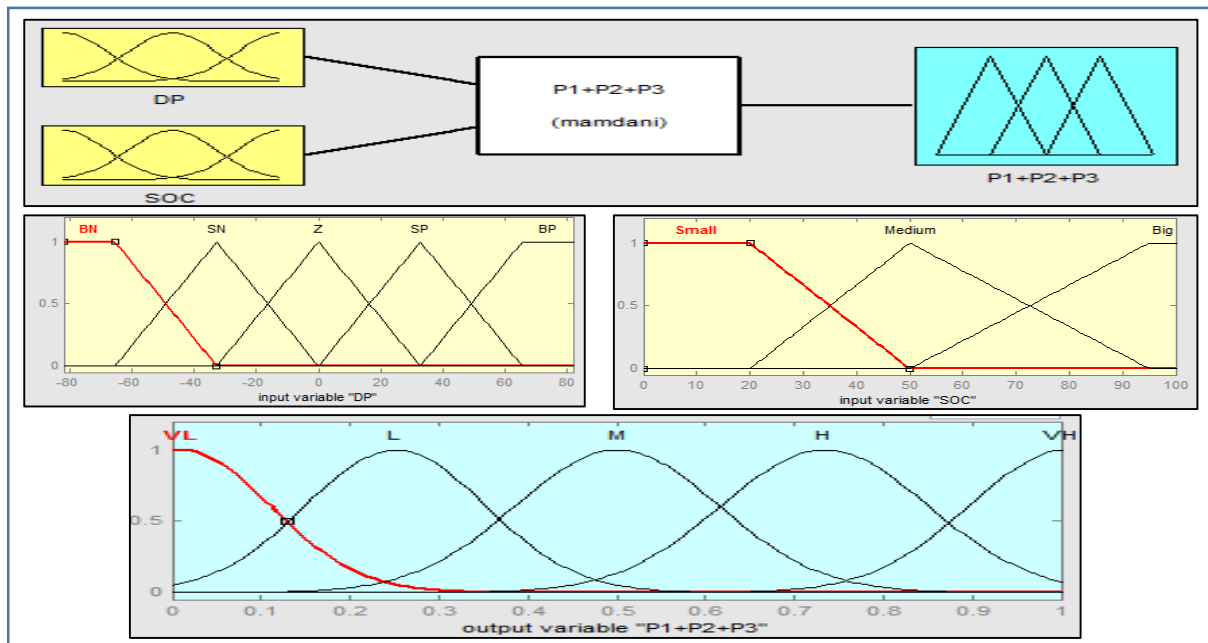 DP
SOC
P1+P2+P3
(mamdani)
P1+P2+P3
BN SN Z SP BP
1
0.5
0
-80 -60 -40 -20 0 20 40 60 80
input variable "DP"
Small Medium Big
1
0.5
0
0 10 20 30 40 50 60 70 80 90 100
input variable "SOC"
VL L M H VH
1
0.5
0
0 0.1 0.2 0.3 0.4 0.5 0.6 0.7 0.8 0.9 1
output variable "P1+P2+P3"